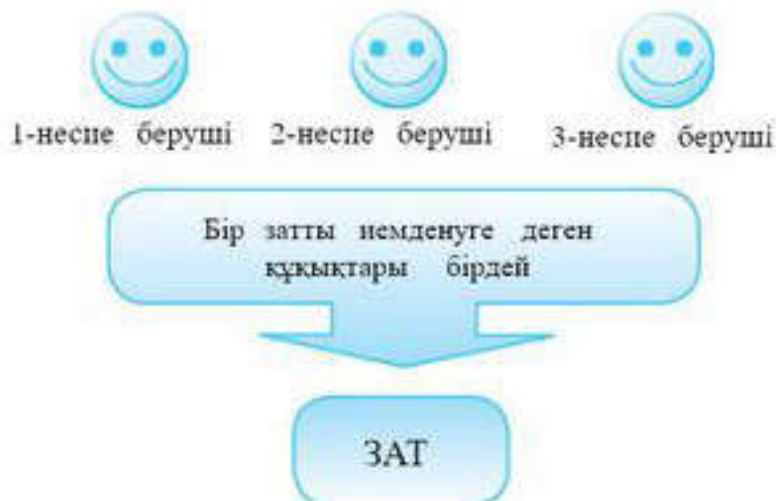 1-несие беруші 2-несие беруші 3-несие беруші
Бір затты иемденуге деген
құқықтары бірдей
ЗАТ